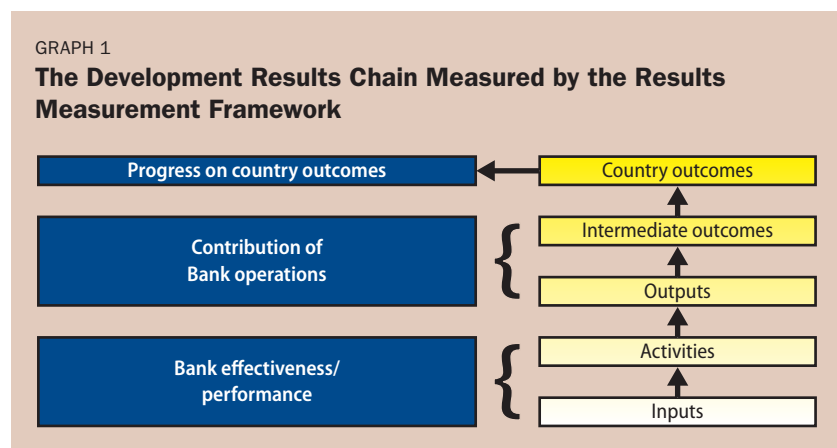 GRAPH 1
The Development Results Chain Measured by the Results
Measurement Framework
Progress on country outcomes
Country outcomes
Contribution of
Bank operations
Intermediate outcomes
Outputs
Bank effectiveness/
performance
Activities
Inputs